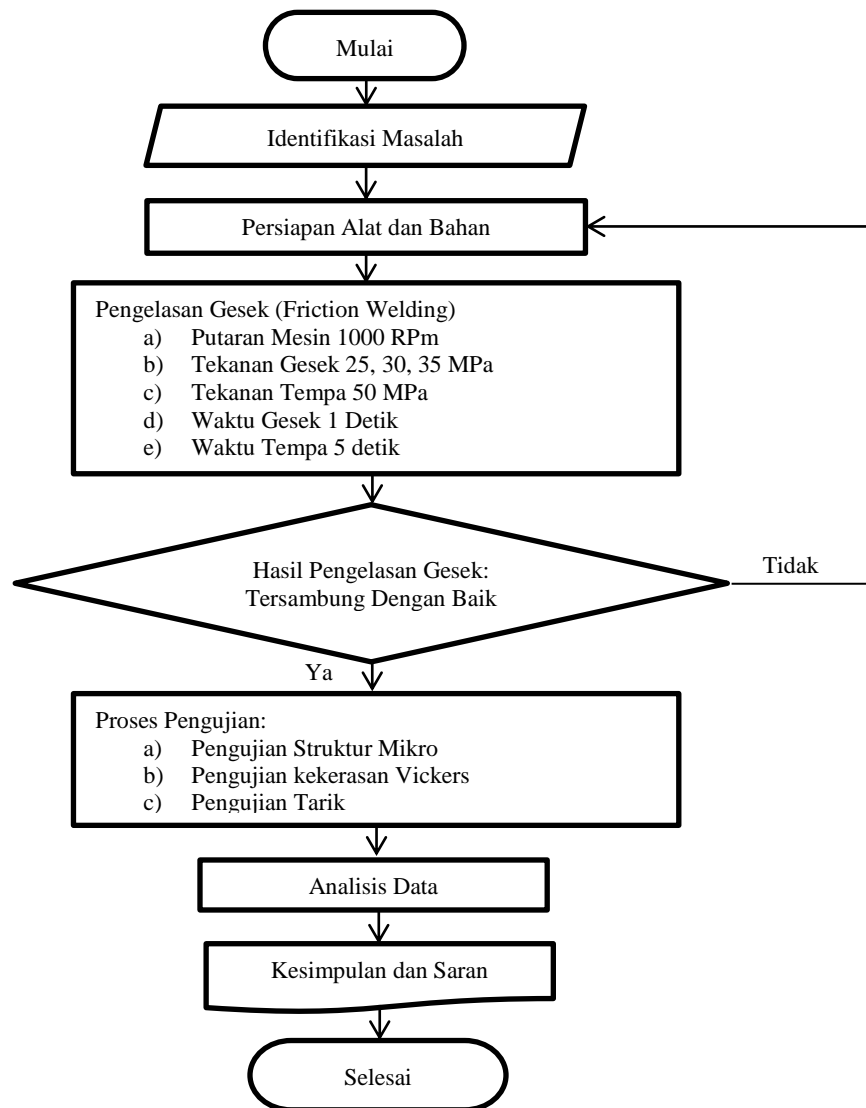 Mulai
Identifikasi Masalah
Persiapan Alat dan Bahan
Pengelasan Gesek (Friction Welding)
a) Putaran Mesin 1000 RPm
b) Tekanan Gesek 25, 30, 35 MPa
c) Tekanan Tempa 50 MPa
d) Waktu Gesek 1 Detik
e) Waktu Tempa 5 detik
Hasil Pengelasan Gesek:
Tersambung Dengan Baik
Tidak
Ya
Proses Pengujian:
a) Pengujian Struktur Mikro
b) Pengujian kekerasan Vickers
c) Pengujian Tarik
Analisis Data
Kesimpulan dan Saran
Selesai